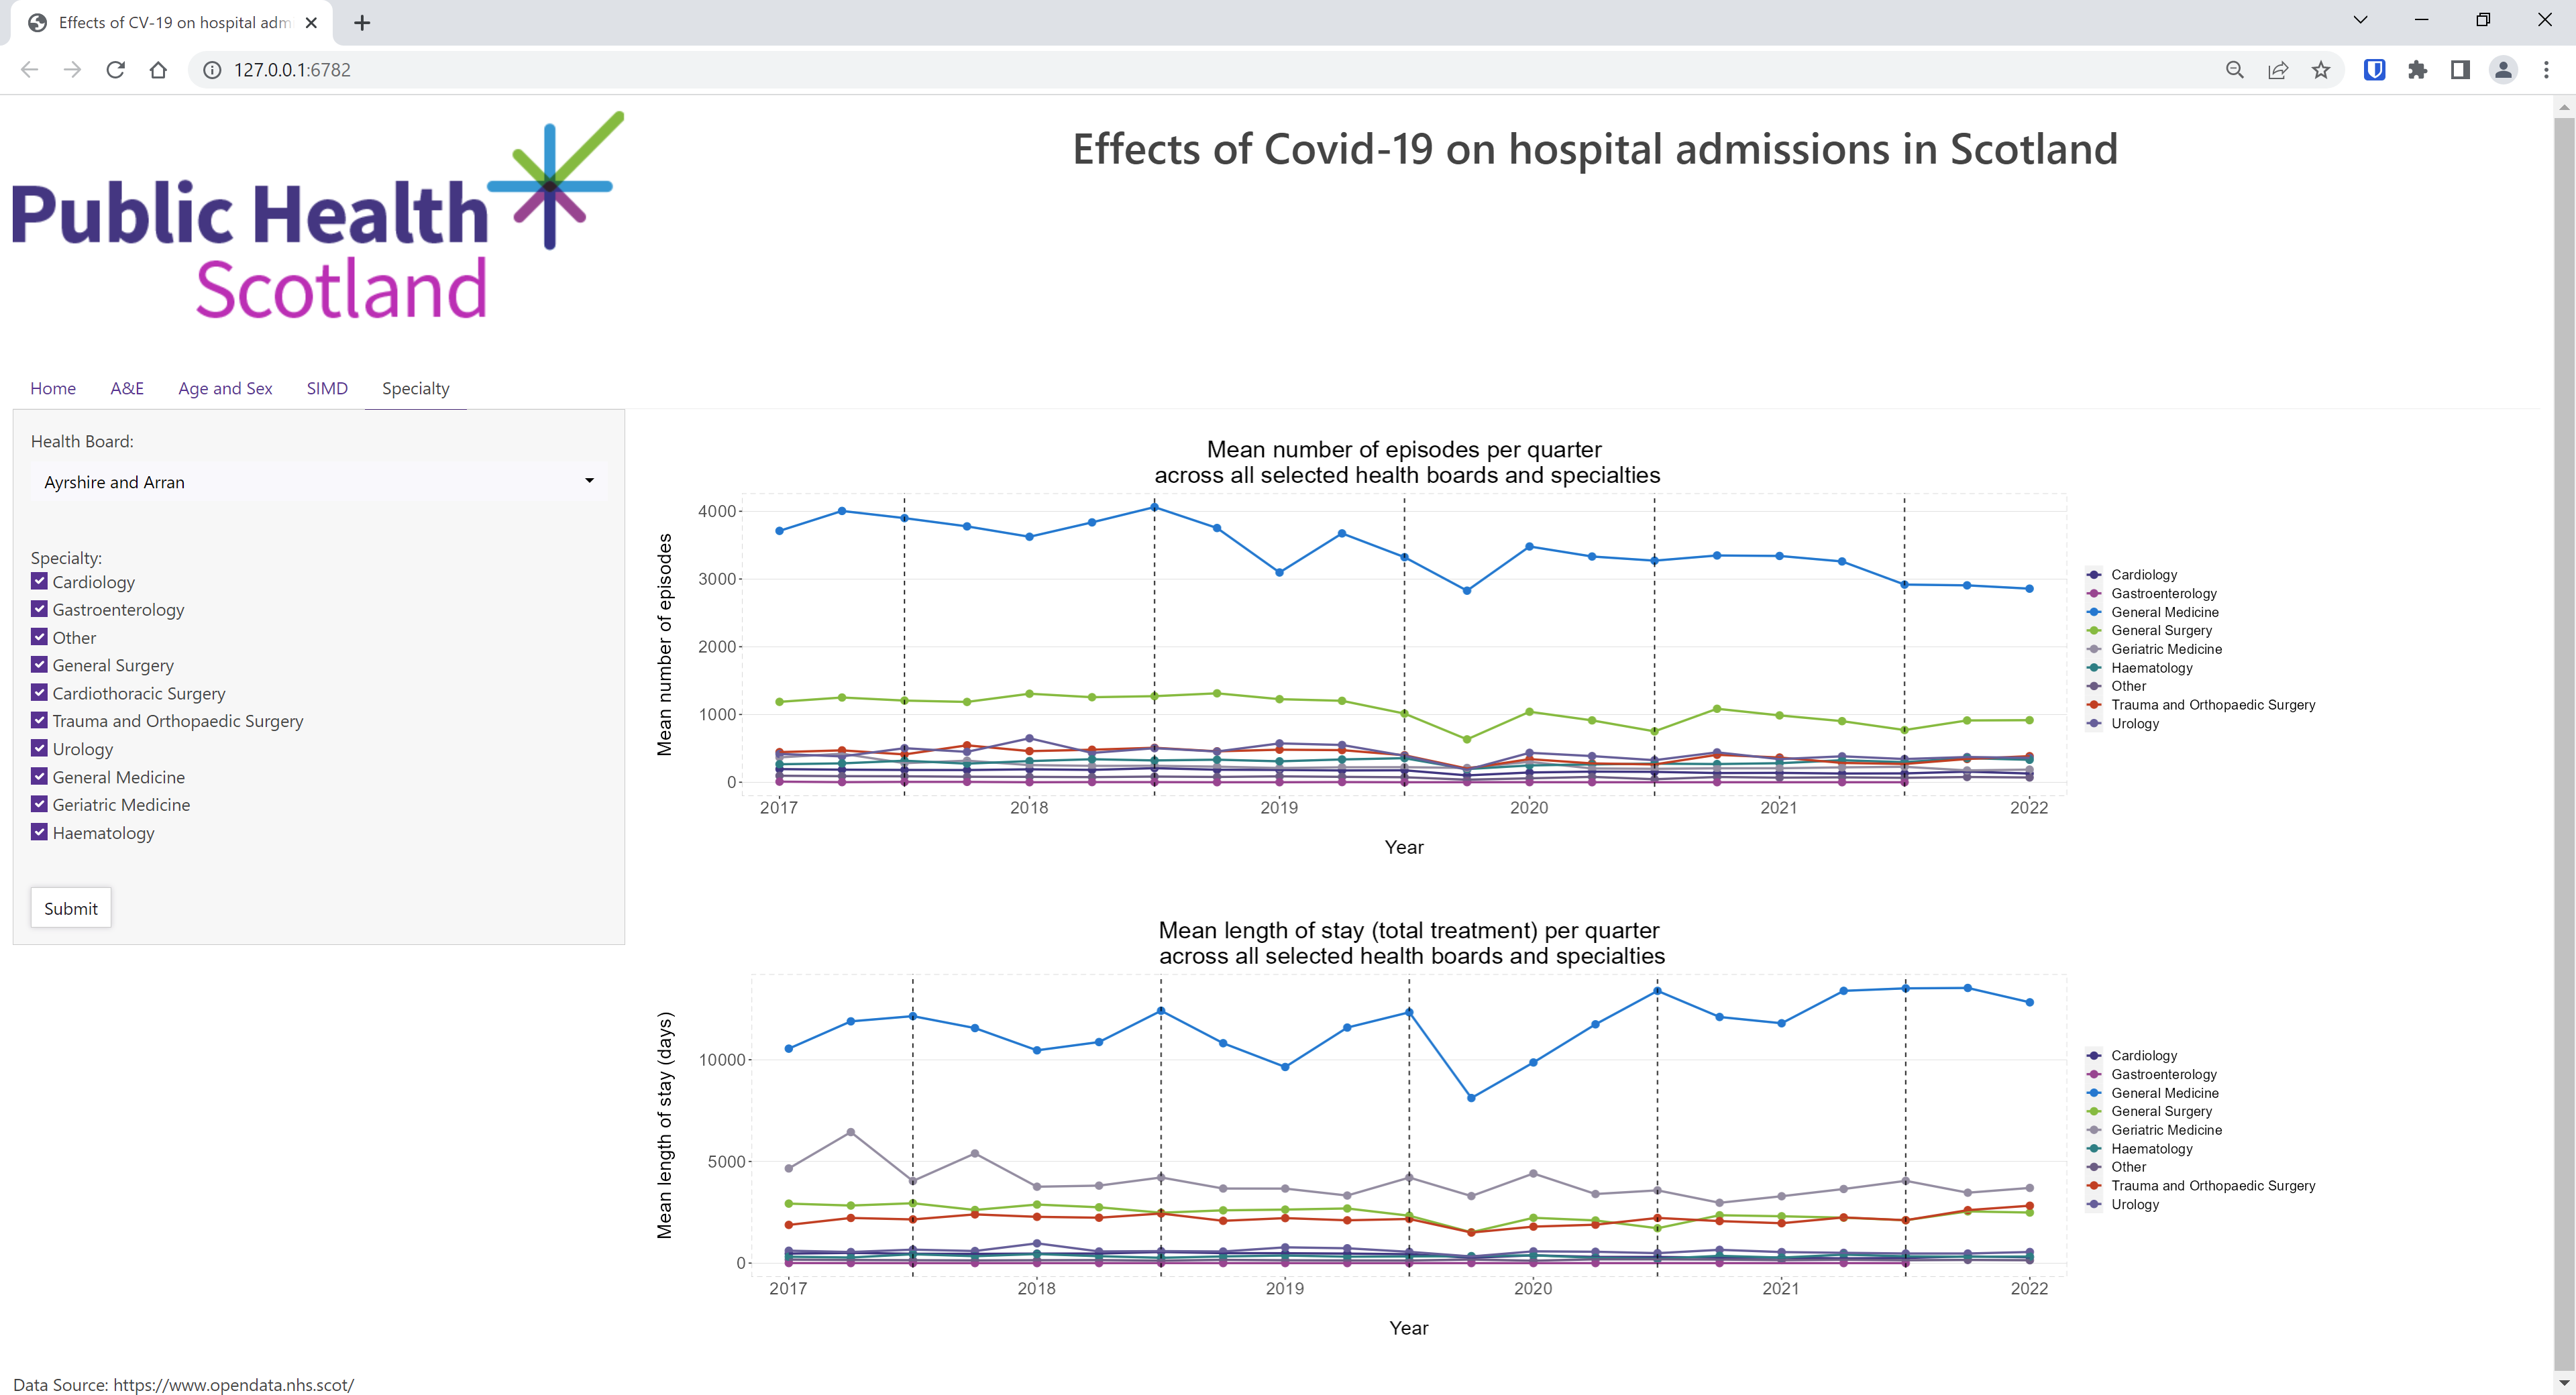 Effects of CV-19 on hospital adm
127.0.0.1:6782
Public Health
Scotland
Effects of Covid-19 on hospital admissions in Scotland
Home A&E Age and Sex SIMD Specialty
Health Board:
Ayrshire and Arran
Specialty:
Cardiology
Gastroenterology
Other
General Surgery
Cardiothoracic Surgery
Trauma and Orthopaedic Surgery
Urology
General Medicine
Geriatric Medicine
Haematology
Submit
Mean number of episodes per quarter
across all selected health boards and specialties
Mean number of episodes
4000
3000
2000
1000
0
2017 2018 2019 2020 2021 2022
Year
Cardiology
Gastroenterology
General Medicine
General Surgery
Geriatric Medicine
Haematology
Other
Trauma and Orthopaedic Surgery
Urology
Mean length of stay (total treatment) per quarter
across all selected health boards and specialties
Mean length of stay (days)
10000
5000
0
2017 2018 2019 2020 2021 2022
Year
Cardiology
Gastroenterology
General Medicine
General Surgery
Geriatric Medicine
Haematology
Other
Trauma and Orthopaedic Surgery
Urology
Data Source: https://www.opendata.nhs.scot/